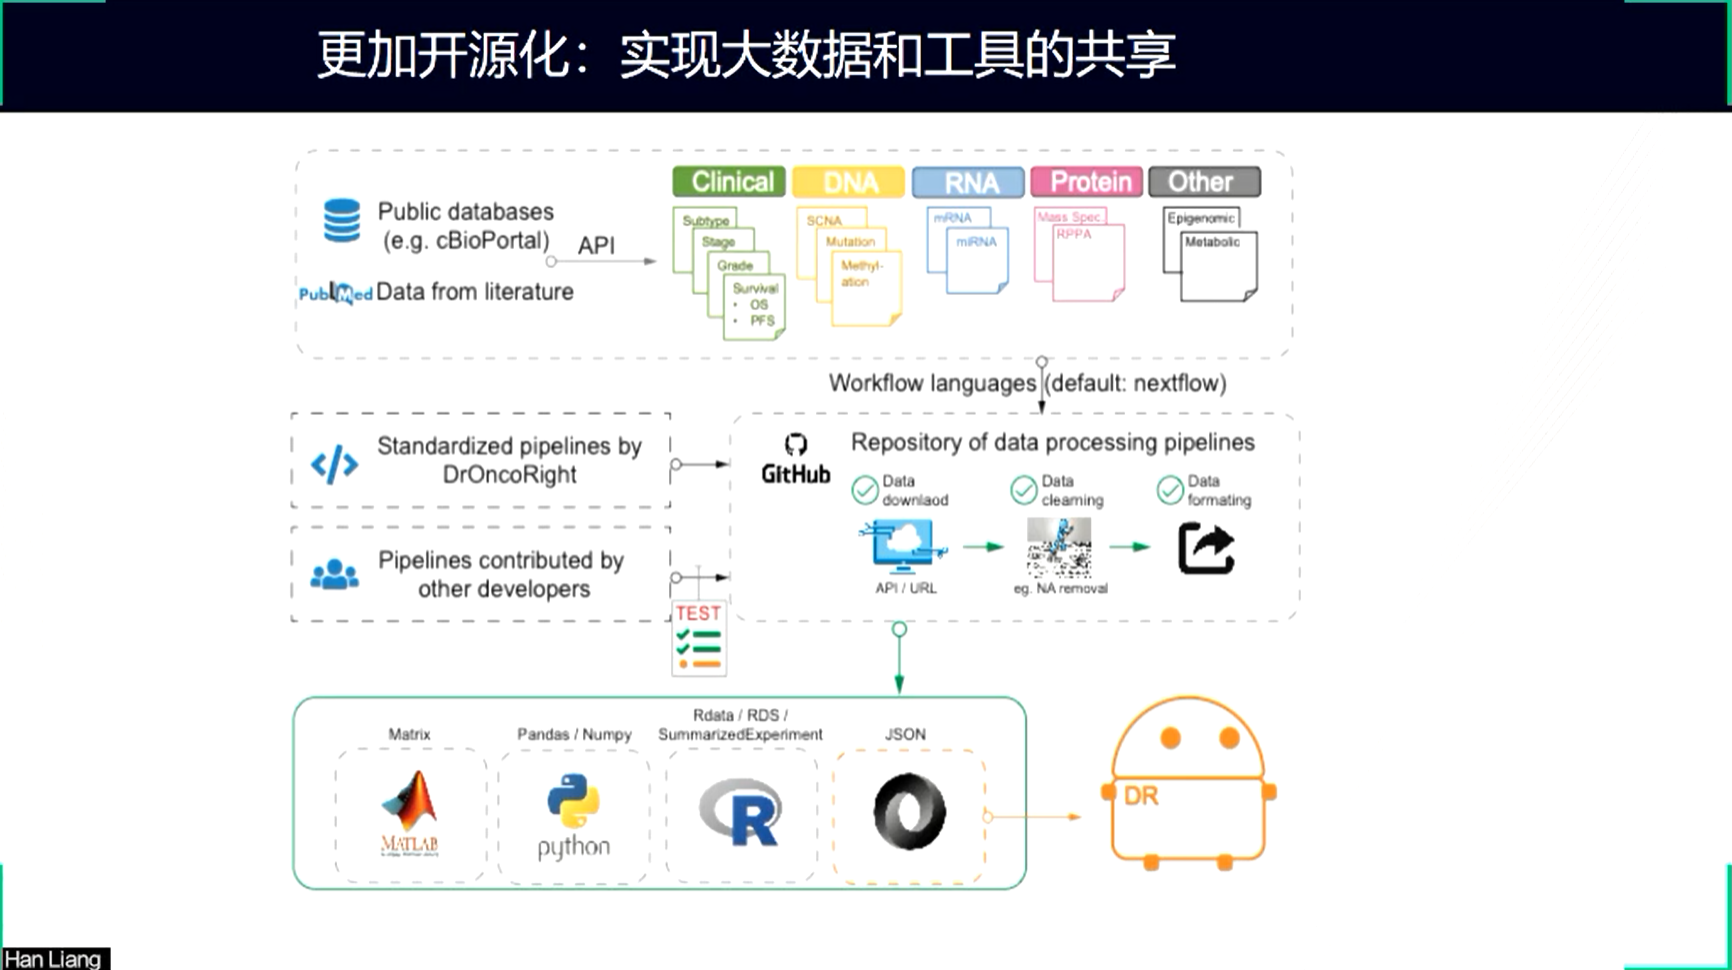 更加开源化：实现大数据和工具的共享
Public databases
(e.g. cBioPortal)
API
PubMed Data from literature
Clinical
Subtype
Stage
Grade
Survival
• OS
• PFS
DNA
SCNA
Mutation
Methyl-
ation
RNA
mRNA
miRNA
Protein
Mass Spec.
RPPA
Other
Epigenomic
Metabolic
Workflow languages (default: nextflow)
Standardized pipelines by
DrOncoRight
Pipelines contributed by
other developers
TEST
GitHub
Repository of data processing pipelines
Data
downlaod
API / URL
Data
cleaming
eg. NA removal
Data
formating
Matrix
MATLAB
Pandas / Numpy
python
Rdata / RDS /
SummarizedExperiment
R
JSON
DR
Han Liang